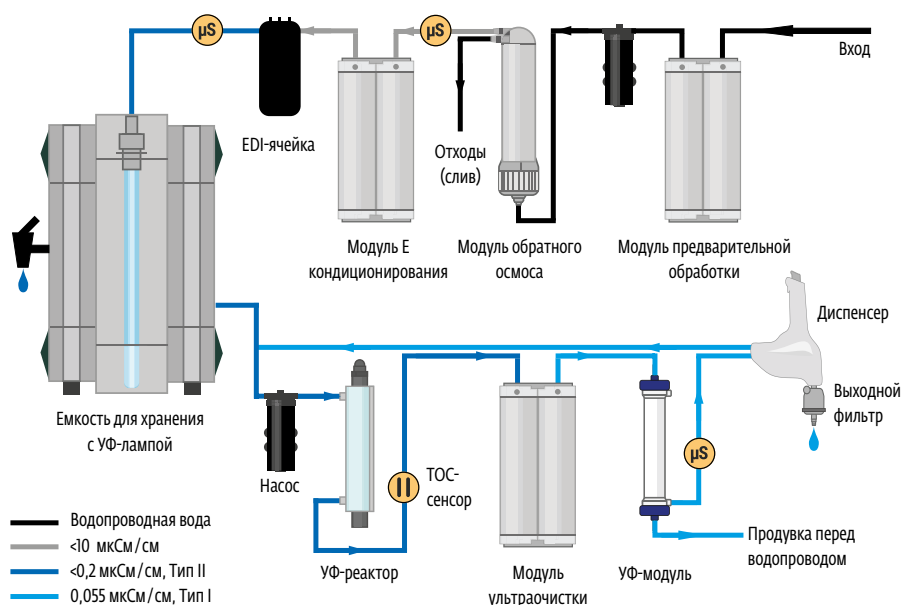 µS
µS
Вход
EDI-ячейка
Отходы
(слив)
Модуль Е
кондиционирования
Модуль обратного
осмоса
Модуль предварительной
обработки
Диспенсер
Выходной
фильтр
Емкость для хранения
с УФ-лампой
Насос
ТОС-
сенсор
µS
Продувка перед
водопроводом
УФ-реактор
Модуль
ультраочистки
УФ-модуль
Водопроводная вода
<10 мкСм/см
<0,2 мкСм/см, Тип II
0,055 мкСм/см, Тип I